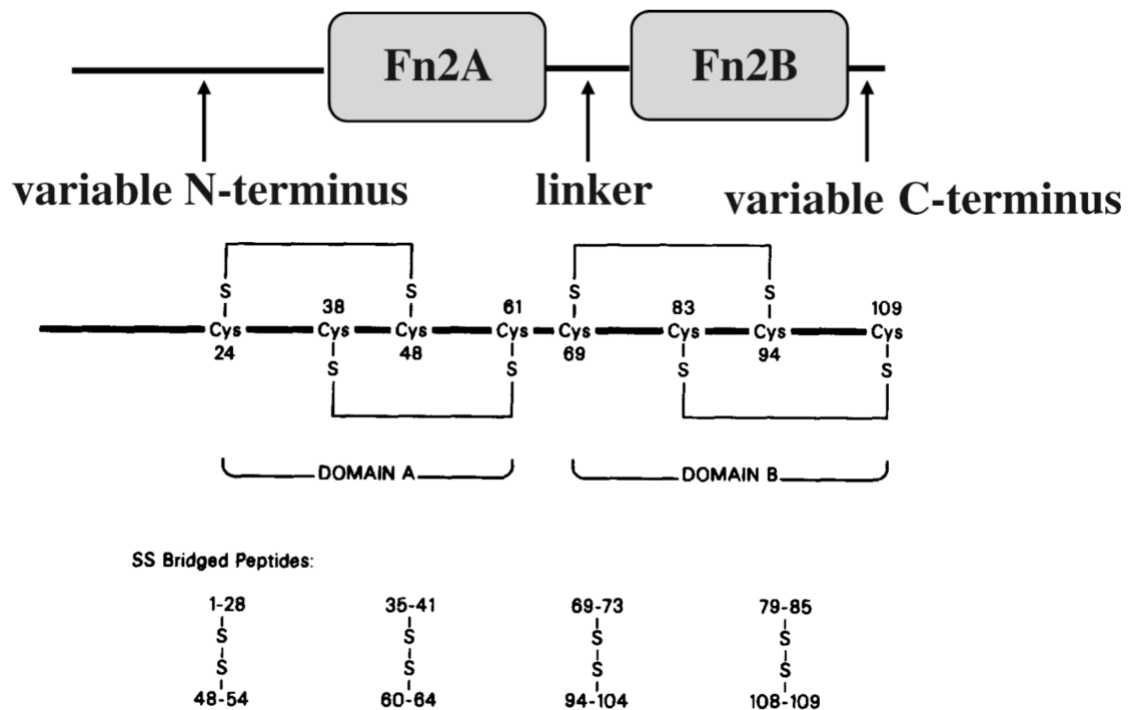 Fn2A Fn2B
variable N-terminus linker variable C-terminus
S S S S
38 61 83 109
Cys Cys Cys Cys Cys Cys Cys Cys
24 48 69 94
S S S S
DOMAIN A DOMAIN B
SS Bridged Peptides:
1-28 35-41 69-73 79-85
S S S S
S S S S
48-54 60-64 94-104 108-109